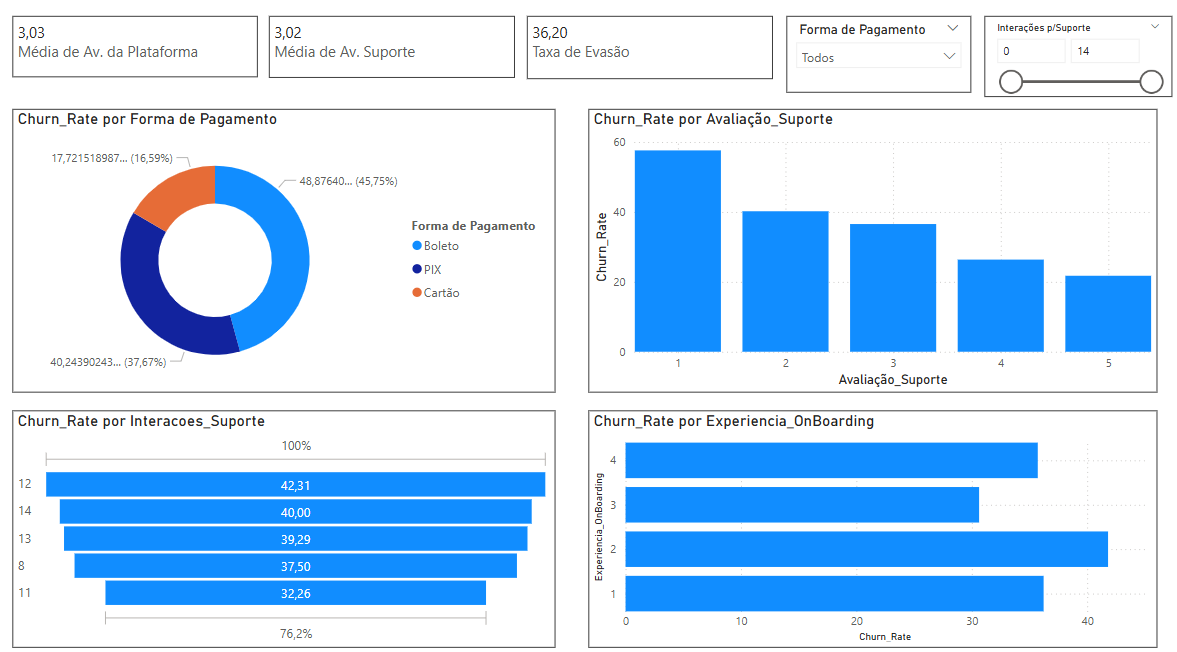 3,03
Média de Av. da Plataforma
3,02
Média de Av. Suporte
36,20
Taxa de Evasão
Forma de Pagamento
Todos
Interações p/Suporte
0
14
Churn_Rate por Forma de Pagamento
17,721518987... (16,59%)
48,87640... (45,75%)
40,24390243... (37,67%)
Forma de Pagamento
Boleto
PIX
Cartão
Churn_Rate por Avaliação_Suporte
Churn_Rate
60
40
20
0
1
2
3
4
5
Avaliação_Suporte
Churn_Rate por Interacoes_Suporte
100%
12
42,31
14
40,00
13
39,29
8
37,50
11
32,26
76,2%
Churn_Rate por Experiencia_OnBoarding
Experiencia_OnBoarding
4
3
2
1
0
10
20
30
40
Churn_Rate